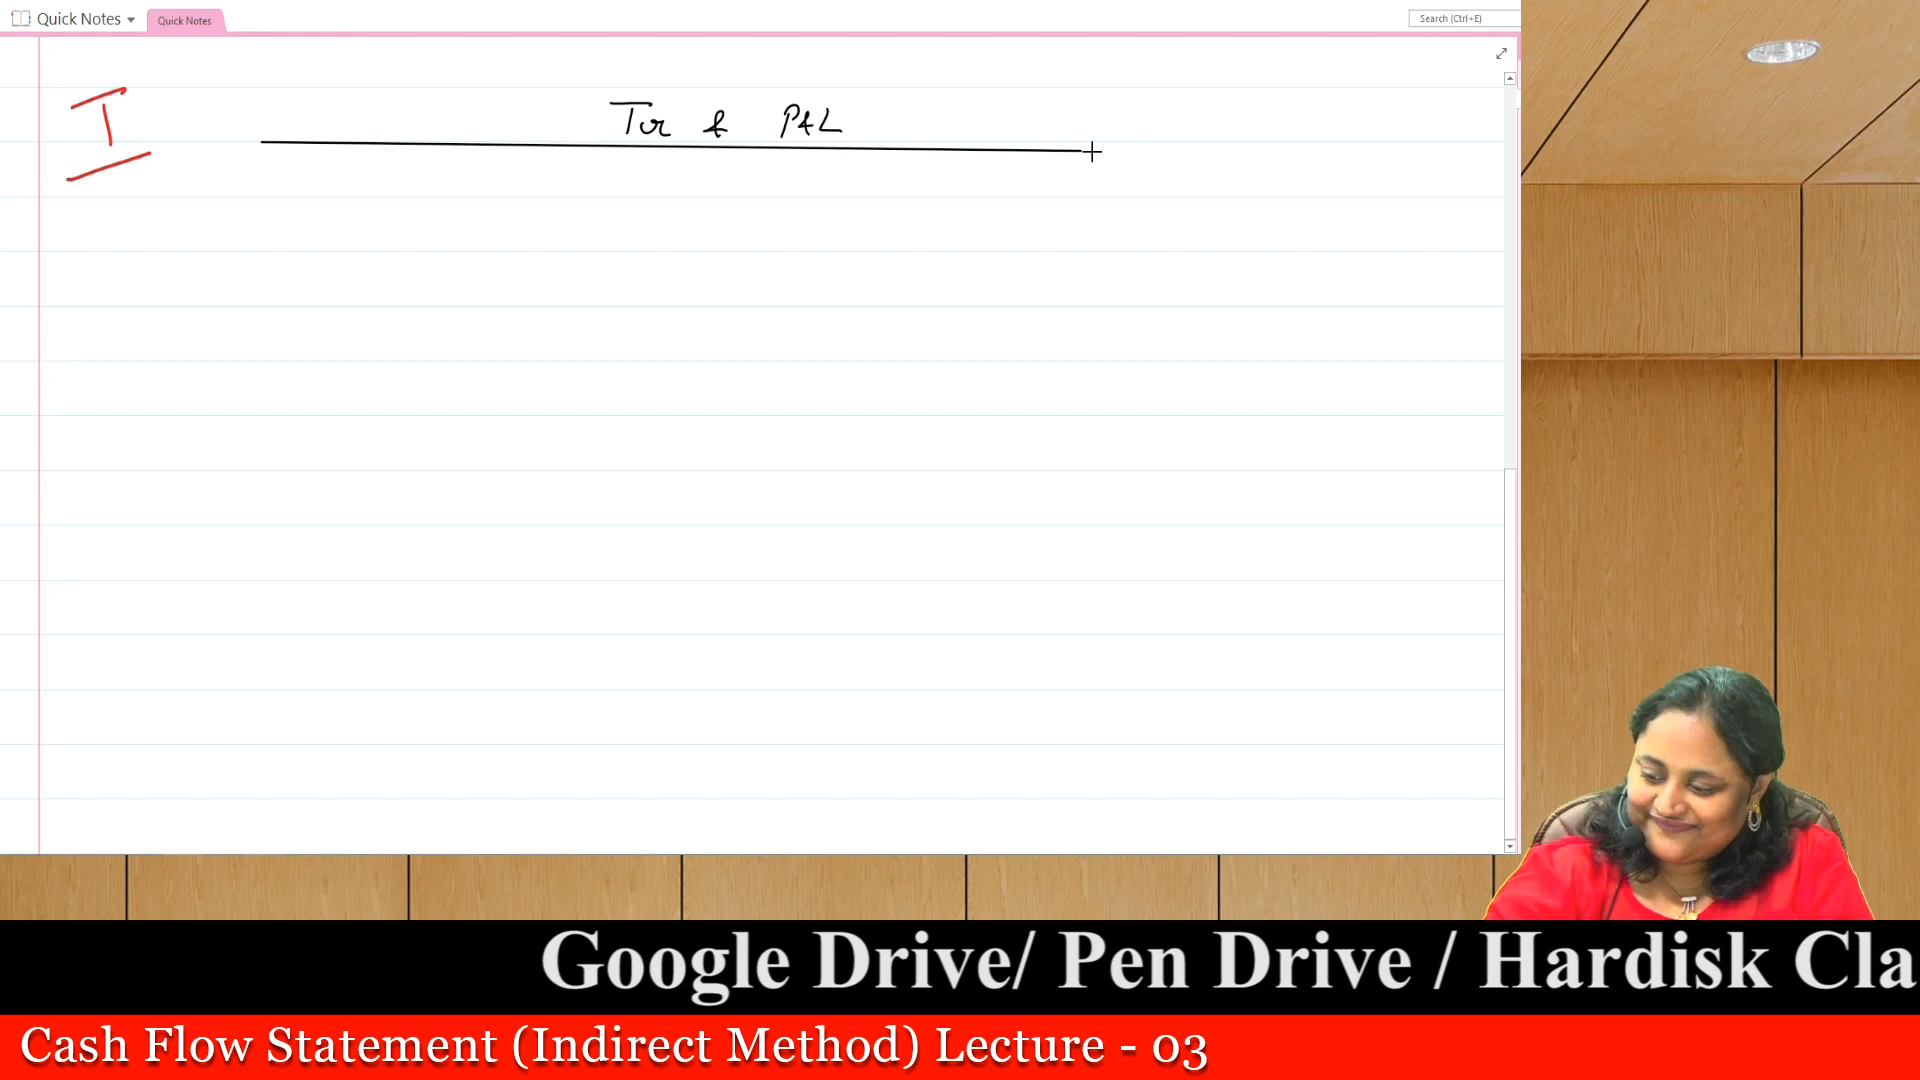 Quick Notes
Quick Notes
Search (Ctrl+E)
I
Tr & P&L
Google Drive/ Pen Drive / Hardisk Cla
Cash Flow Statement (Indirect Method) Lecture - 03